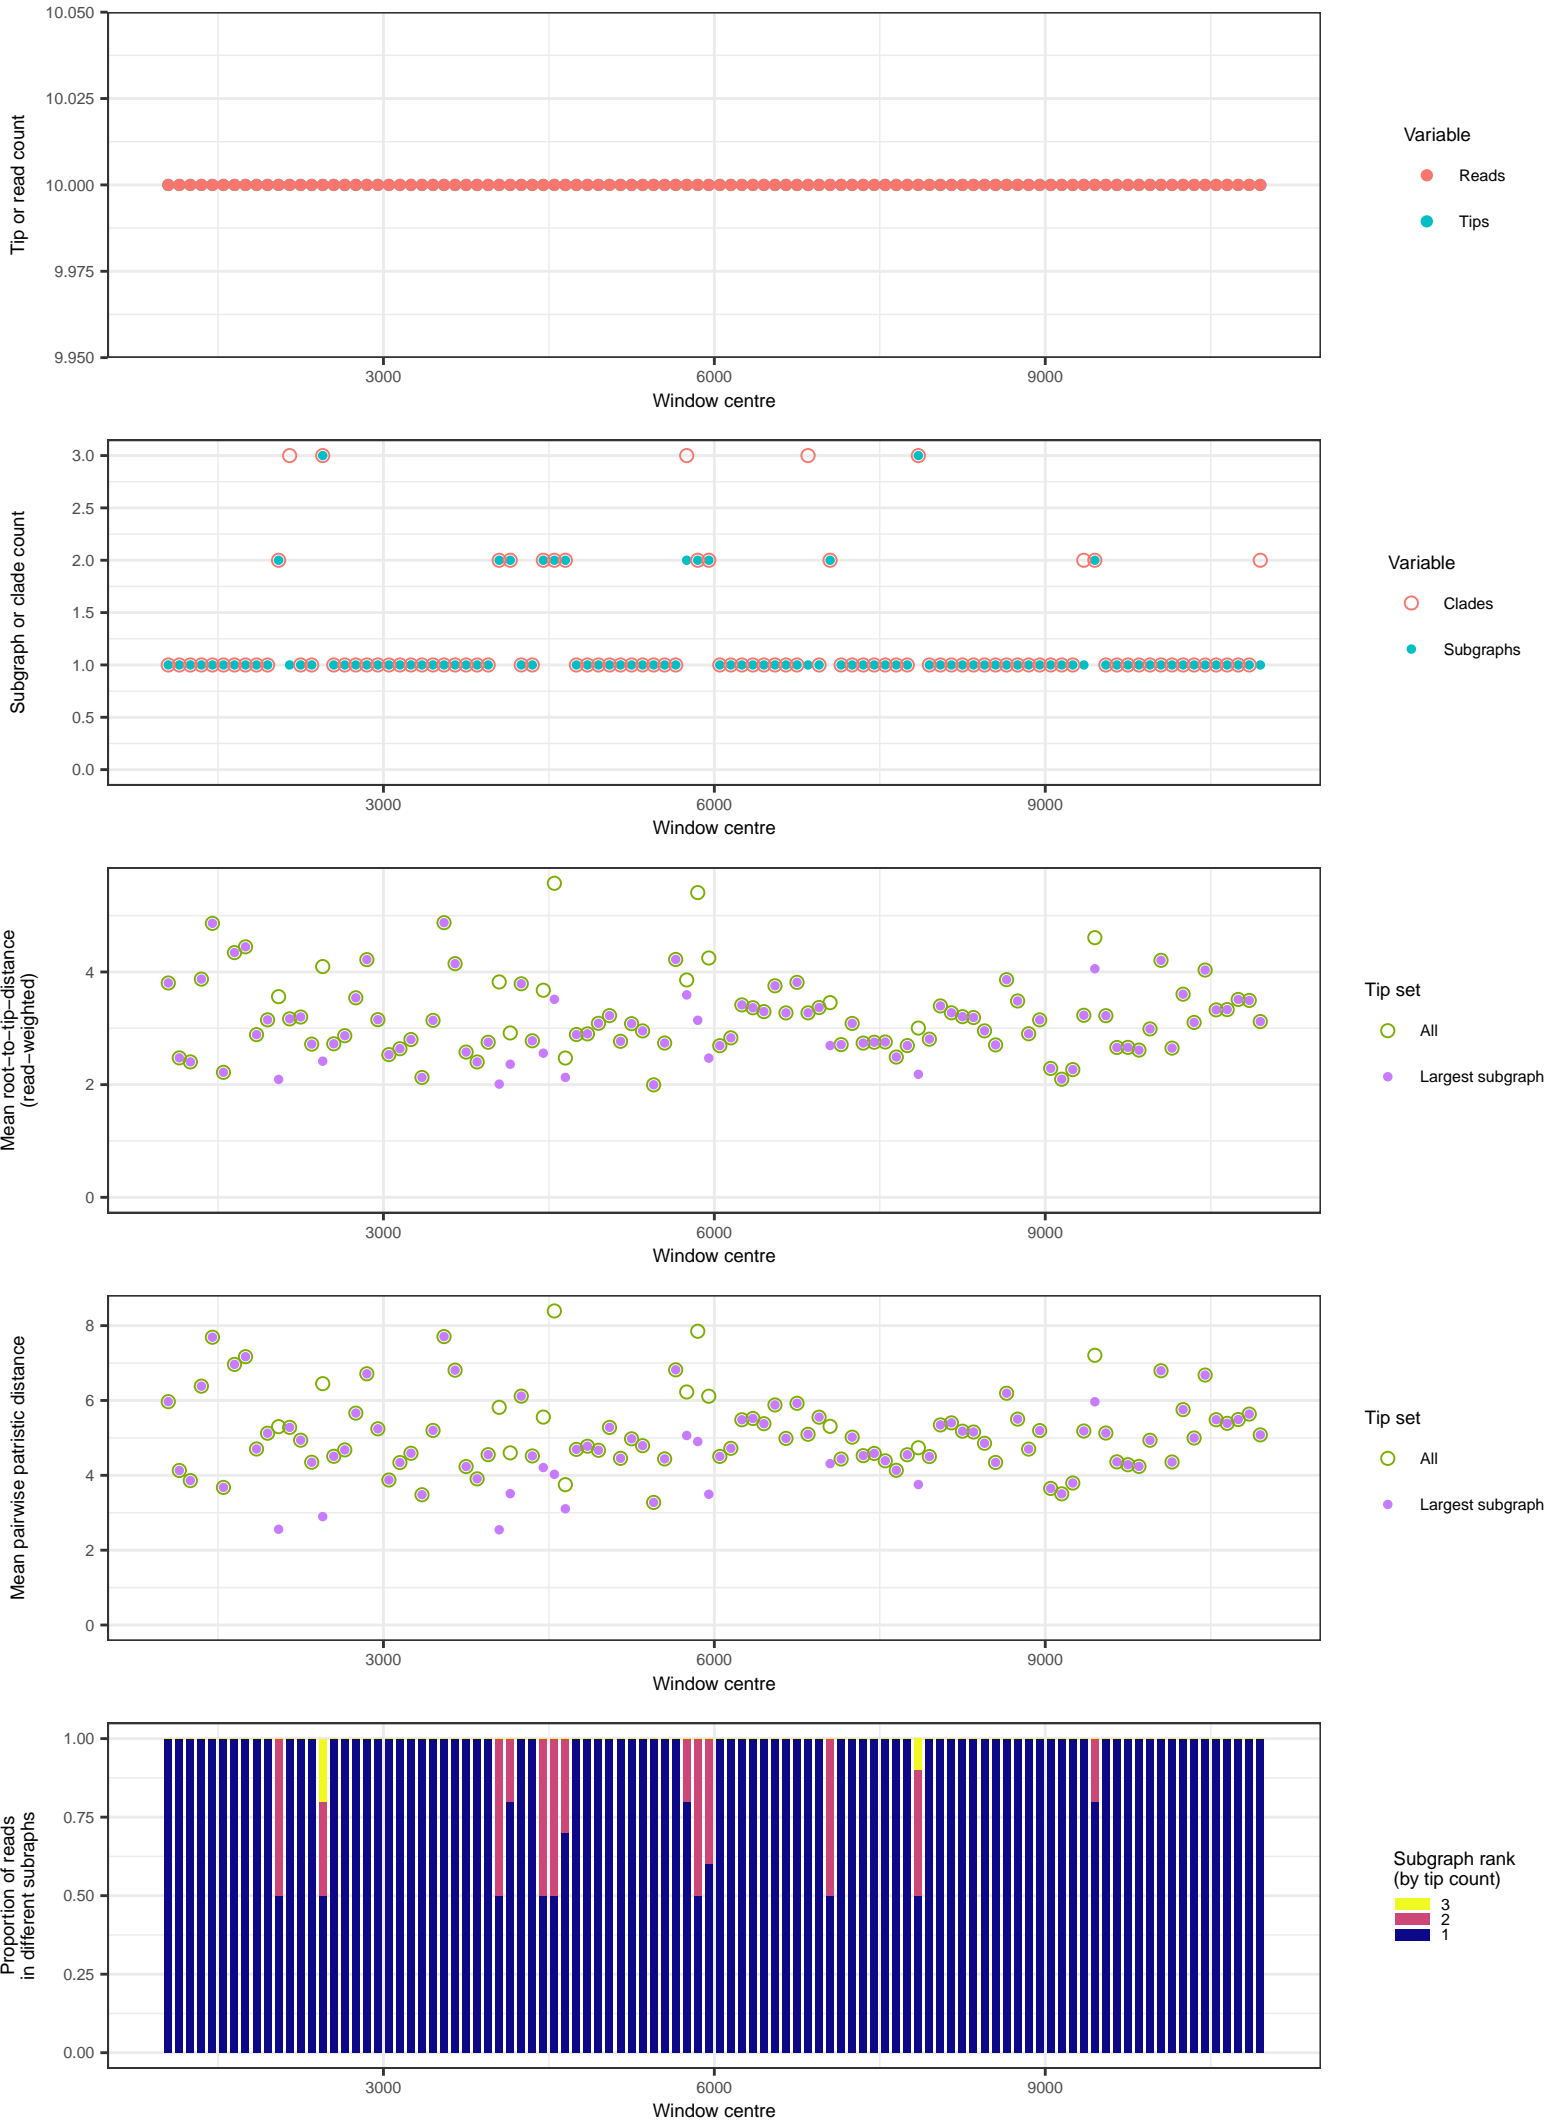 10.050
10.025
10.000
9.975
9.950
Tip or read count
3000 6000 9000
Window centre
Variable
Reads
Tips
3.0
2.5
2.0
1.5
1.0
0.5
0.0
Subgraph or clade count
3000 6000 9000
Window centre
Variable
Clades
Subgraphs
4
2
0
Mean root−to−tip−distance
(read−weighted)
3000 6000 9000
Window centre
Tip set
All
Largest subgraph
8
6
4
2
0
Mean pairwise patristic distance
3000 6000 9000
Window centre
Tip set
All
Largest subgraph
1.00
0.75
0.50
0.25
0.00
Proportion of reads
in different subraphs
3000 6000 9000
Window centre
Subgraph rank
(by tip count)
3
2
1